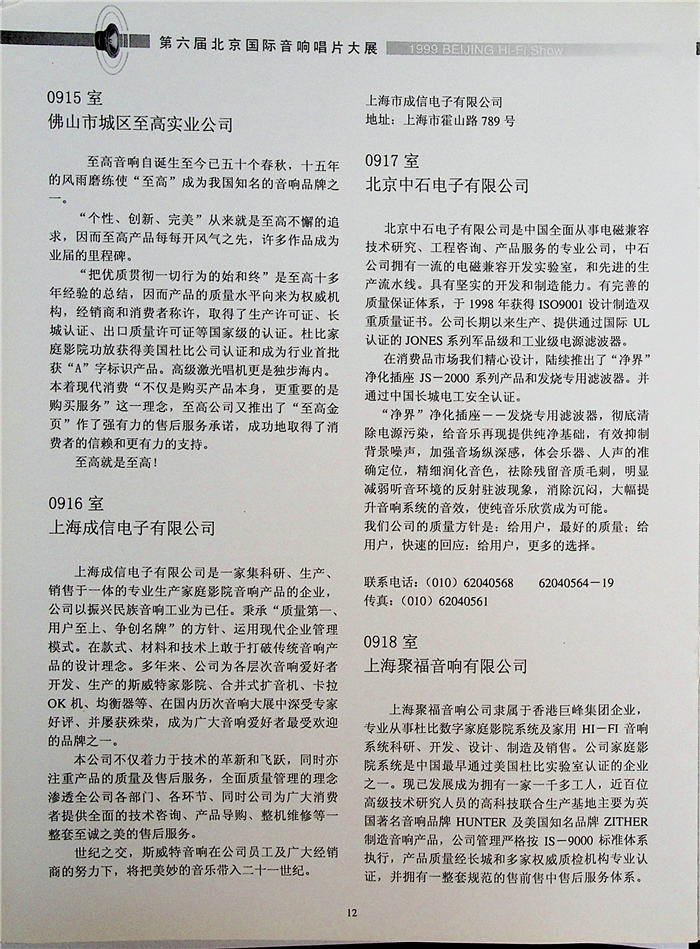 第六届北京国际音响唱片大展 1999 BEIJING Hi-Fi Show
0915 室
佛山市城区至高实业公司
至高音响自诞生至今已五十个春秋，十五年
的风雨磨练使“至高”成为我国知名的音响品牌之
一。
“个性、创新、完美”从来就是至高不懈的追
求，因而至高产品每每开风气之先，许多作品成为
业届的里程碑。
“把优质贯彻一切行为的始和终”是至高十多
年经验的总结，因而产品的质量水平向来为权威机
构，经销商和消费者称许，取得了生产许可证、长
城认证、出口质量许可证等国家级的认证。杜比家
庭影院功放获得美国杜比公司认证和成为行业首批
获“A”字标识产品。高级激光唱机更是独步海内。
本着现代消费“不仅是购买产品本身，更重要的是
购买服务”这一理念，至高公司又推出了“至高金
页”作了强有力的售后服务承诺，成功地取得了消
费者的信赖和更有力的支持。
至高就是至高！
0916 室
上海成信电子有限公司
上海成信电子有限公司是一家集科研、生产、
销售于一体的专业生产家庭影院音响产品的企业，
公司以振兴民族音响工业为已任。秉承“质量第一、
用户至上、争创名牌”的方针、运用现代企业管理
模式。在款式、材料和技术上敢于打破传统音响产
品的设计理念。多年来、公司为各层次音响爱好者
开发、生产的斯威特家影院、合并式扩音机、卡拉
OK 机、均衡器等、在国内历次音响大展中深受专家
好评、并屡获殊荣，成为广大音响爱好者最受欢迎
的品牌之一。
本公司不仅着力于技术的革新和飞跃，同时亦
注重产品的质量及售后服务，全面质量管理的理念
渗透全公司各部门、各环节、同时公司为广大消费
者提供全面的技术咨询、产品导购、整机维修等一
整套至诚之美的售后服务。
世纪之交，斯威特音响在公司员工及广大经销
商的努力下，将把美妙的音乐带入二十一世纪。
上海市成信电子有限公司
地址：上海市霍山路 789 号
0917 室
北京中石电子有限公司
北京中石电子有限公司是中国全面从事电磁兼容
技术研究、工程咨询、产品服务的专业公司，中石
公司拥有一流的电磁兼容开发实验室，和先进的生
产流水线。具有坚实的开发和制造能力。有完善的
质量保证体系，于 1998 年获得 ISO9001 设计制造双
重质量证书。公司长期以来生产、提供通过国际 UL
认证的 JONES 系列军品级和工业级电源滤波器。
在消费品市场我们精心设计，陆续推出了“净界”
净化插座 JS－2000 系列产品和发烧专用滤波器。并
通过中国长城电工安全认证。
“净界”净化插座－－发烧专用滤波器，彻底清
除电源污染，给音乐再现提供纯净基础，有效抑制
背景噪声，加强音场纵深感，体会乐器、人声的准
确定位，精细润化音色，祛除残留音质毛刺，明显
减弱听音环境的反射驻波现象，消除沉闷，大幅提
升音响系统的音效，使纯音乐欣赏成为可能。
我们公司的质量方针是：给用户，最好的质量；给
用户，快速的回应：给用户，更多的选择。
联系电话：（010）62040568 62040564－19
传真：（010）62040561
0918 室
上海聚福音响有限公司
上海聚福音响公司隶属于香港巨峰集团企业，
专业从事杜比数字家庭影院系统及家用 HI－FI 音响
系统科研、开发、设计、制造及销售。公司家庭影
院系统是中国最早通过美国杜比实验室认证的企业
之一。现已发展成为拥有一家一千多工人，近百位
高级技术研究人员的高科技联合生产基地主要为英
国著名音响品牌 HUNTER 及美国知名品牌 ZITHER
制造音响产品，公司管理严格按 IS－9000 标准体系
执行，产品质量经长城和多家权威质检机构专业认
证，并拥有一整套规范的售前售中售后服务体系。
12